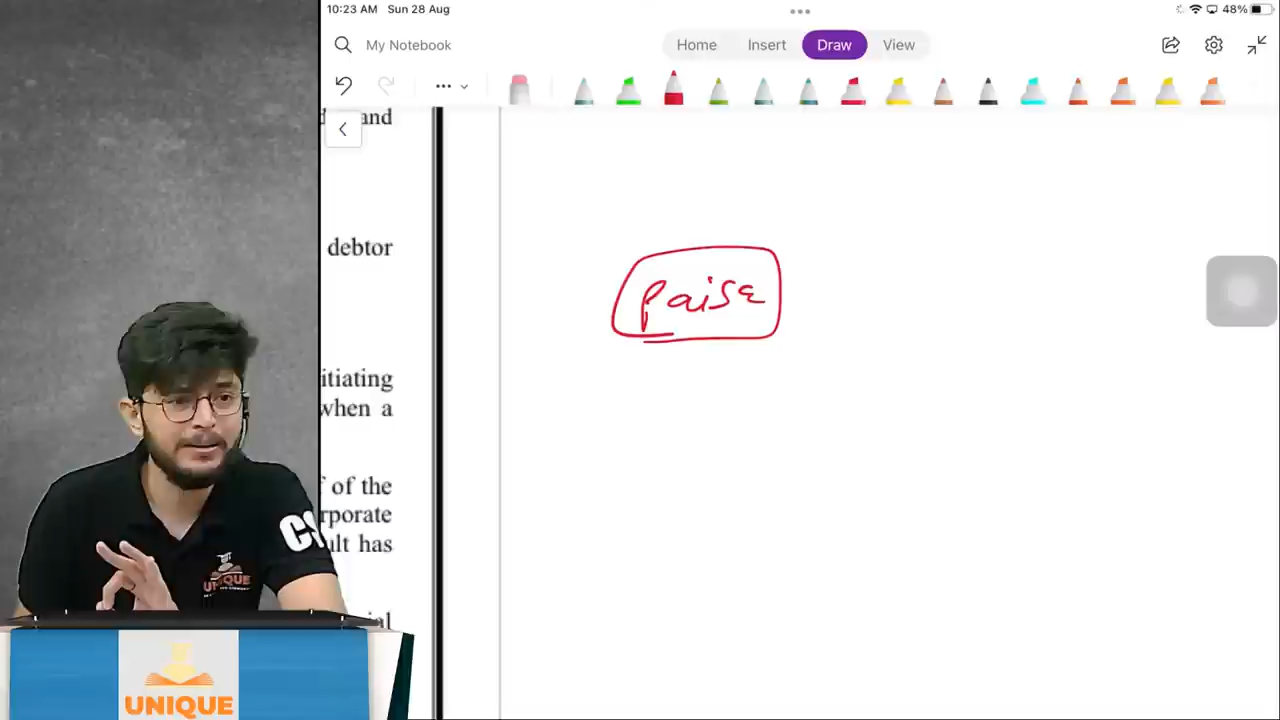 10:23 AM Sun 28 Aug
48%
My Notebook
Home Insert Draw View
and
debtor
itiating
when a
of the
rporate
ult has
paise
UNIQUE
UNIQUE